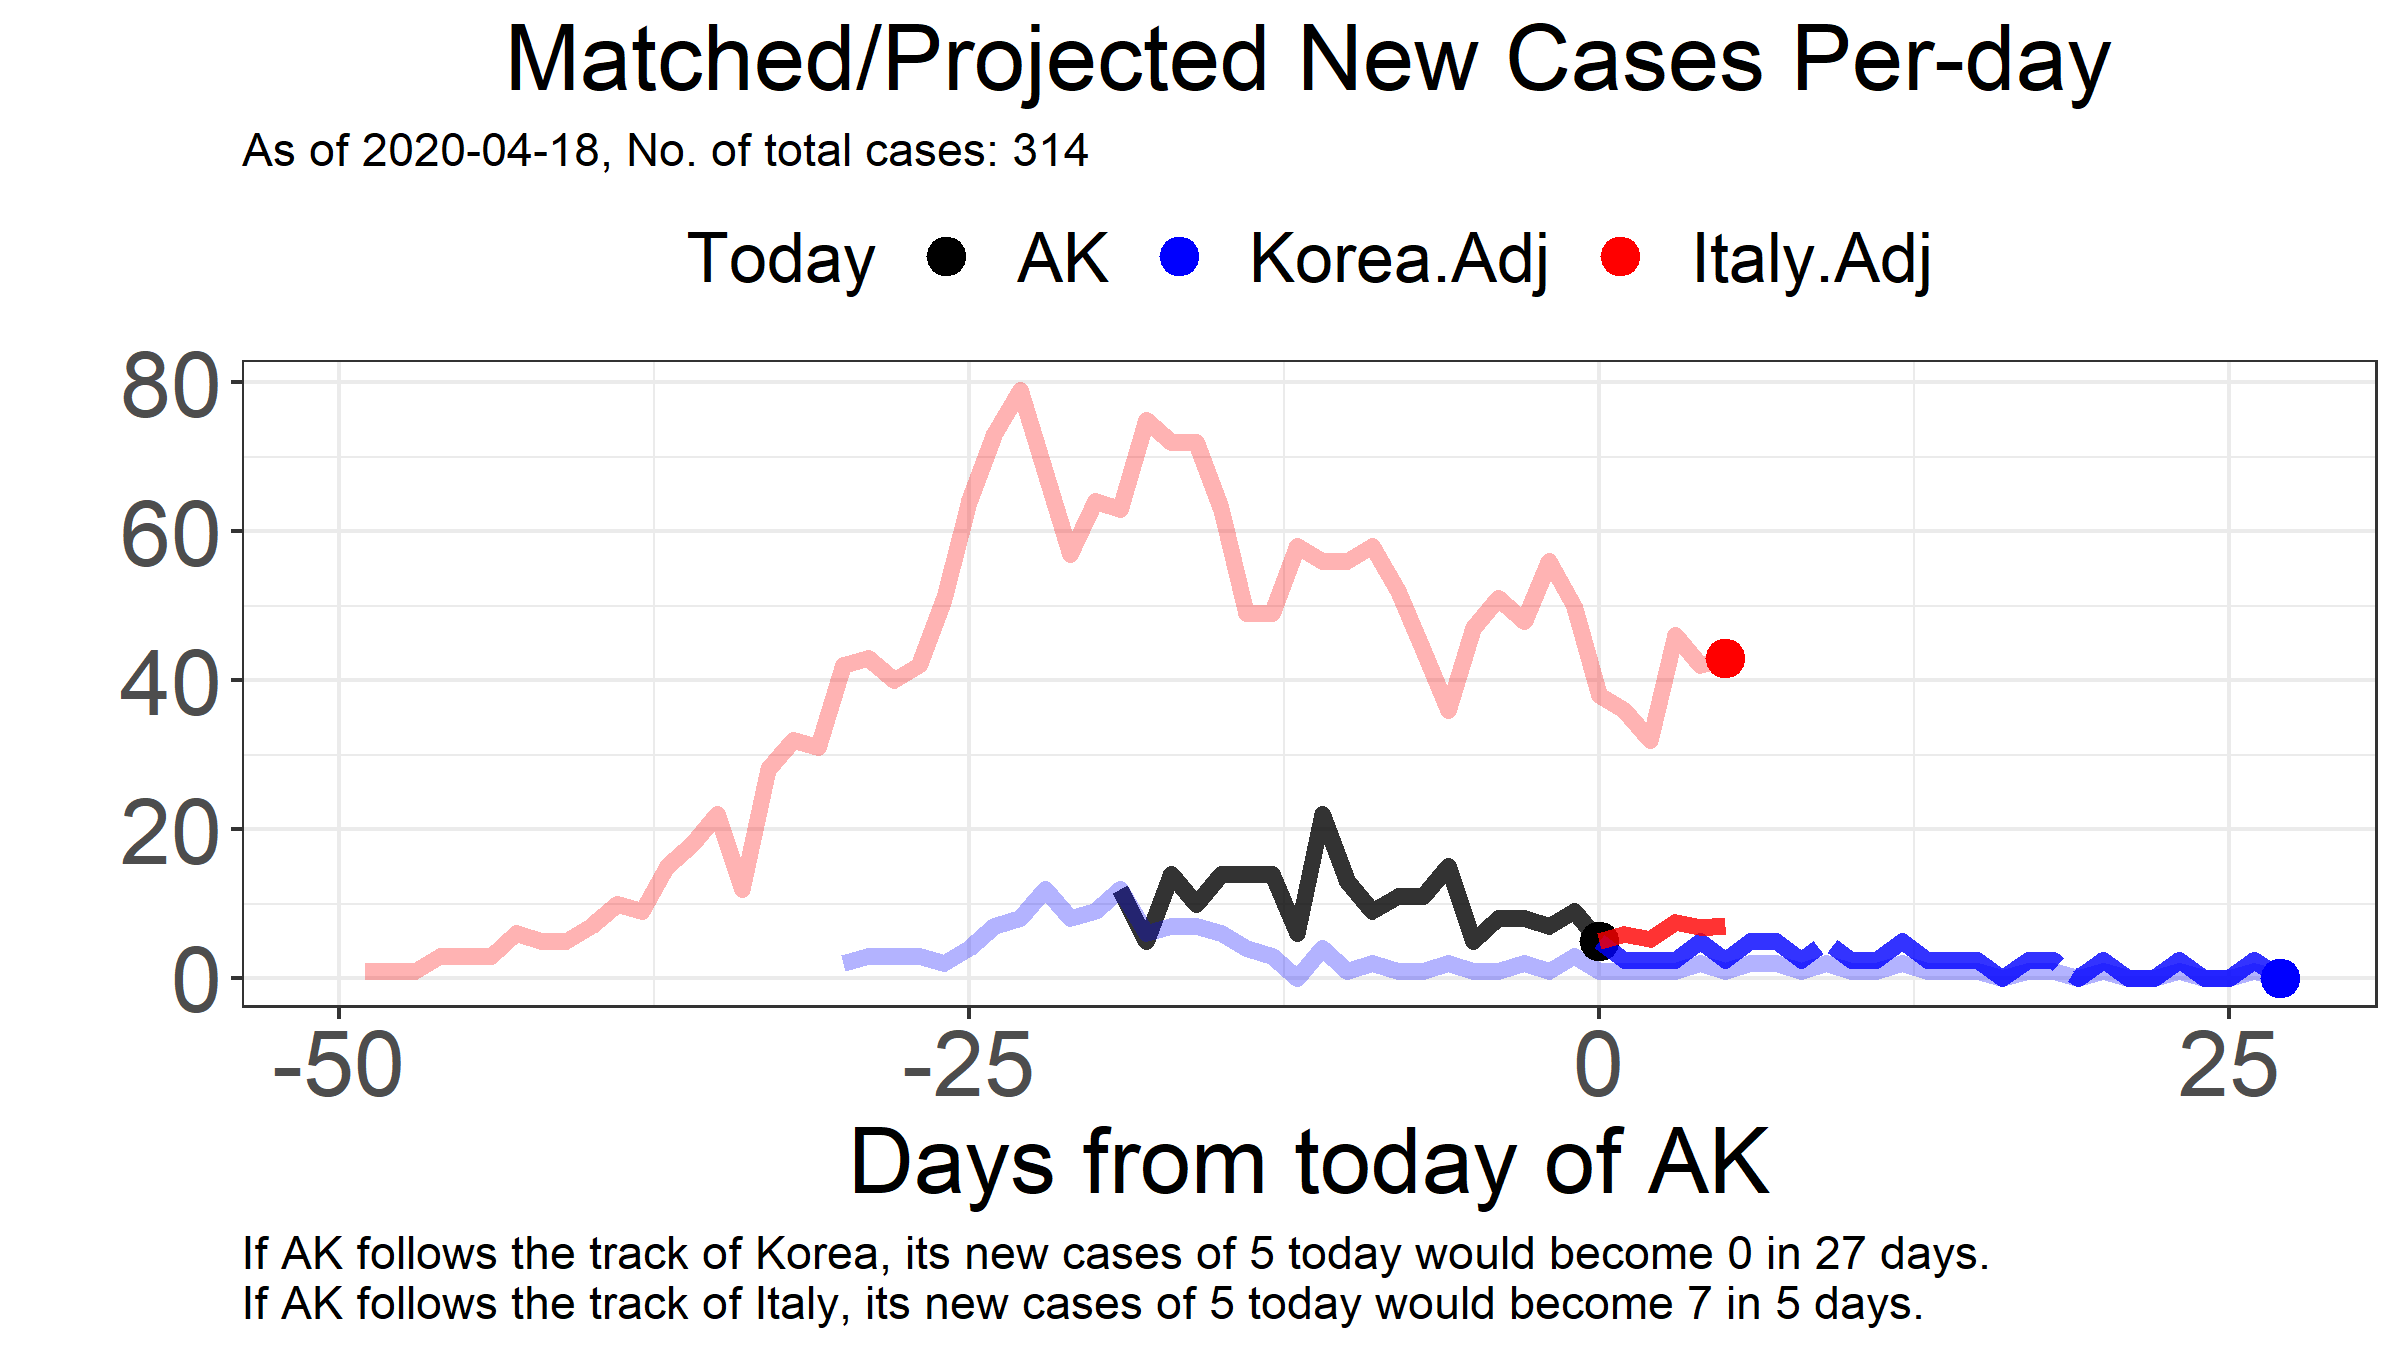 Matched/Projected New Cases Per-day
As of 2020-04-18, No. of total cases: 314
Today AK Korea.Adj Italy.Adj
80
60
40
20
0
-50 -25 0 25
Days from today of AK
If AK follows the track of Korea, its new cases of 5 today would become 0 in 27 days.
If AK follows the track of Italy, its new cases of 5 today would become 7 in 5 days.